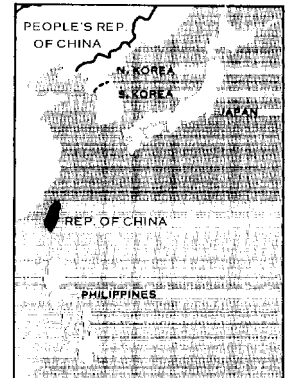 PEOPLE'S REP.
OF CHINA
N. KOREA
S. KOREA
JAPAN
REP. OF CHINA
PHILIPPINES